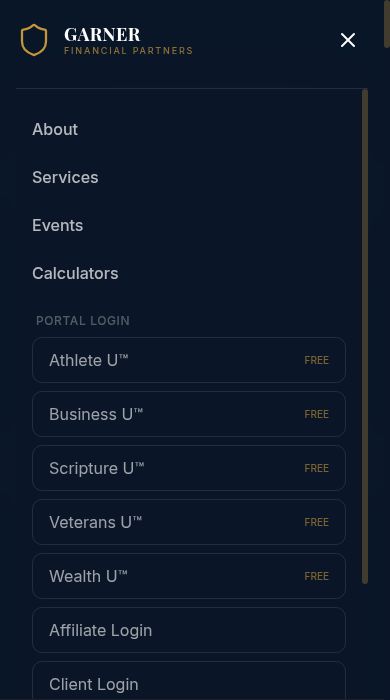 GARNER
FINANCIAL PARTNERS
About
Services
Events
Calculators
PORTAL LOGIN
Athlete U™ FREE
Business U™ FREE
Scripture U™ FREE
Veterans U™ FREE
Wealth U™ FREE
Affiliate Login
Client Login